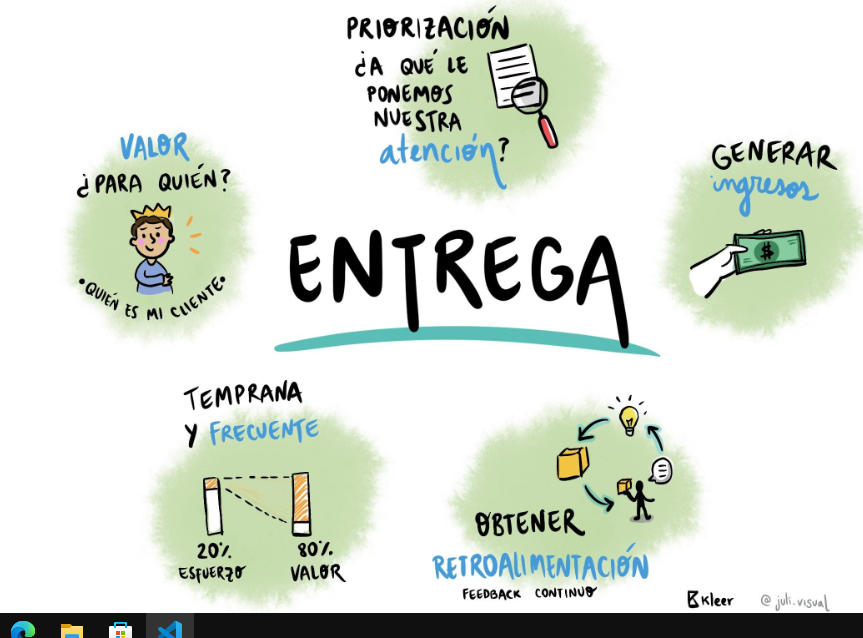 PRIORIZACIÓN
¿A QUÉ LE
PONEMOS
NUESTRA
atención?
VALOR
¿PARA QUIÉN?
•QUIÉN ES MI CLIENTE•
GENERAR
ingresos
$
ENTREGA
TEMPRANA
Y FRECUENTE
20%
ESFUERZO
80%
VALOR
OBTENER
RETROALIMENTACIÓN
FEEDBACK CONTINUO
Kleer
@juli.visual